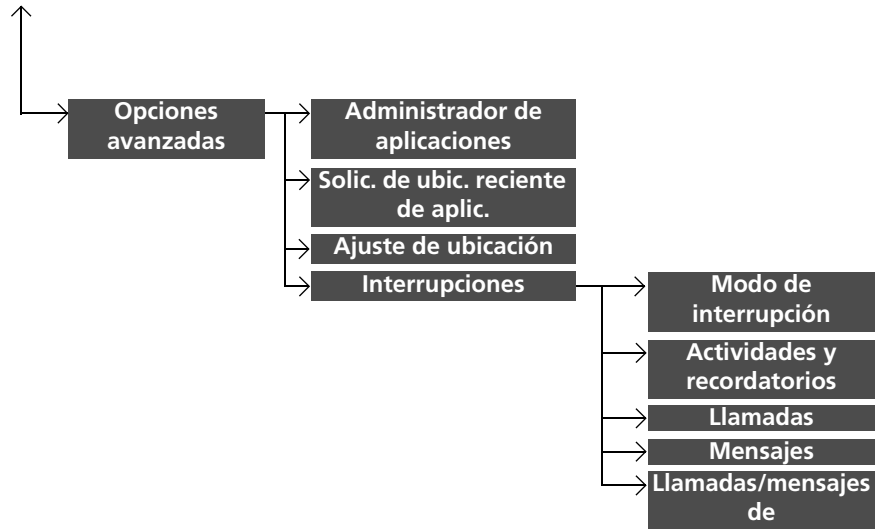 Opciones
avanzadas
Administrador de
aplicaciones
Solic. de ubic. reciente
de aplic.
Ajuste de ubicación
Interrupciones
Modo de
interrupción
Actividades y
recordatorios
Llamadas
Mensajes
Llamadas/mensajes
de